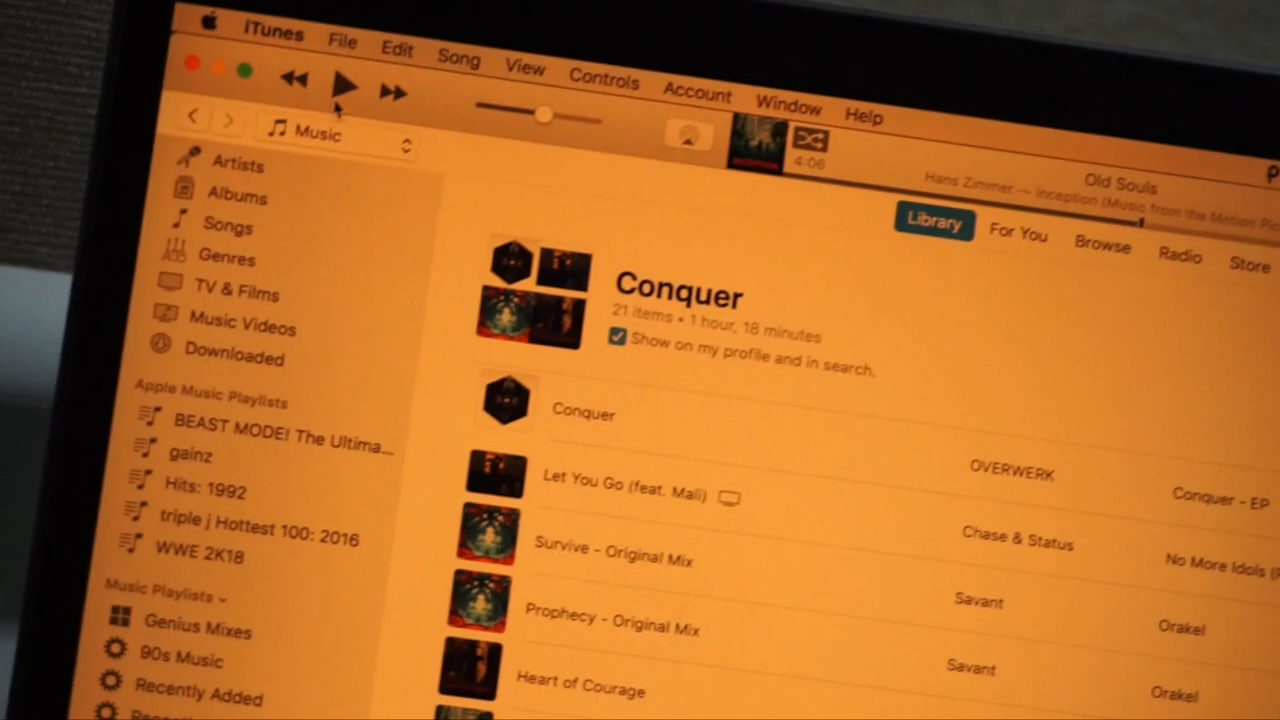 iTunes File Edit Song View Controls Account Window Help
Music
4:06
Old Souls
Hans Zimmer — Inception (Music from the Motion Pic
Library For You Browse Radio Store
Artists
Albums
Songs
Genres
TV & Films
Music Videos
Downloaded
Apple Music Playlists
BEAST MODE! The Ultima...
gainz
Hits: 1992
triple j Hottest 100: 2016
WWE 2K18
Music Playlists
Genius Mixes
90s Music
Recently Added
Conquer
21 items • 1 hour, 18 minutes
Show on my profile and in search.
Conquer OVERWERK Conquer - EP
Let You Go (feat. Mali) Chase & Status No More Idols
Survive - Original Mix Savant Orakel
Prophecy - Original Mix Savant Orakel
Heart of Courage